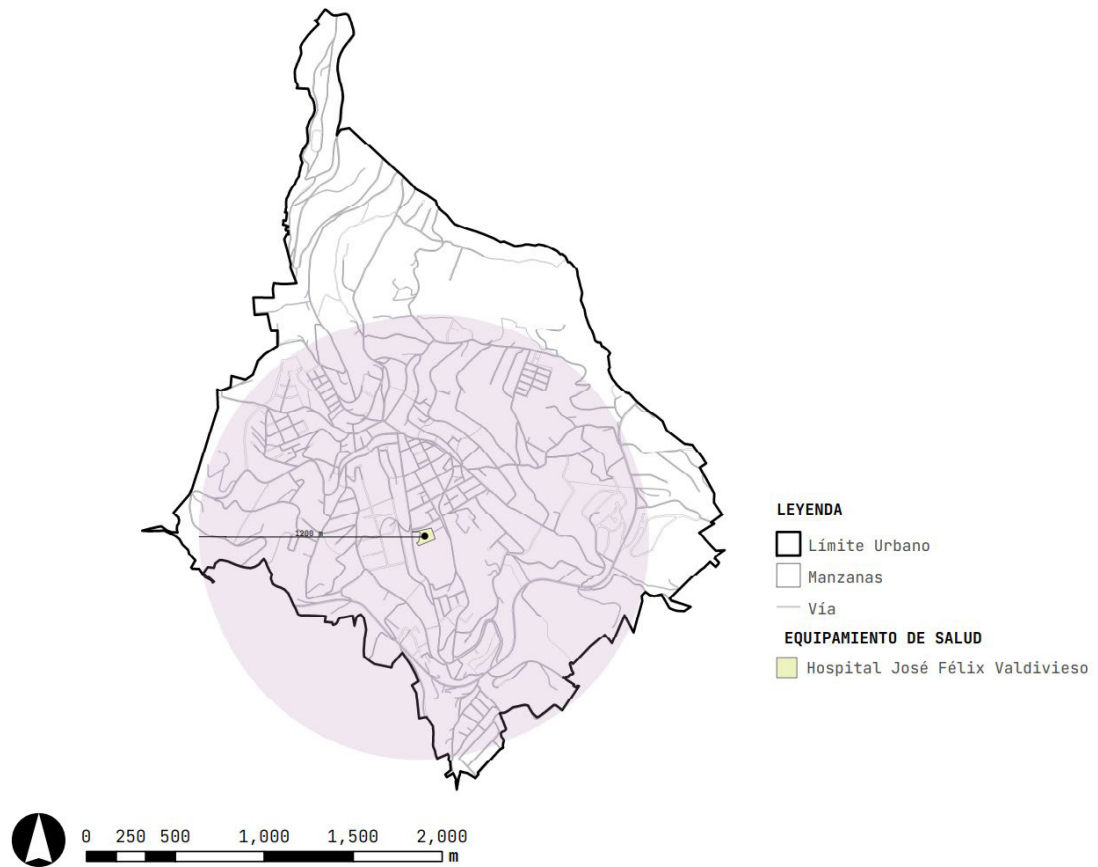 1200 m
LEYENDA
Límite Urbano
Manzanas
Vía
EQUIPAMIENTO DE SALUD
Hospital José Félix Valdivieso
0 250 500 1,000 1,500 2,000
m